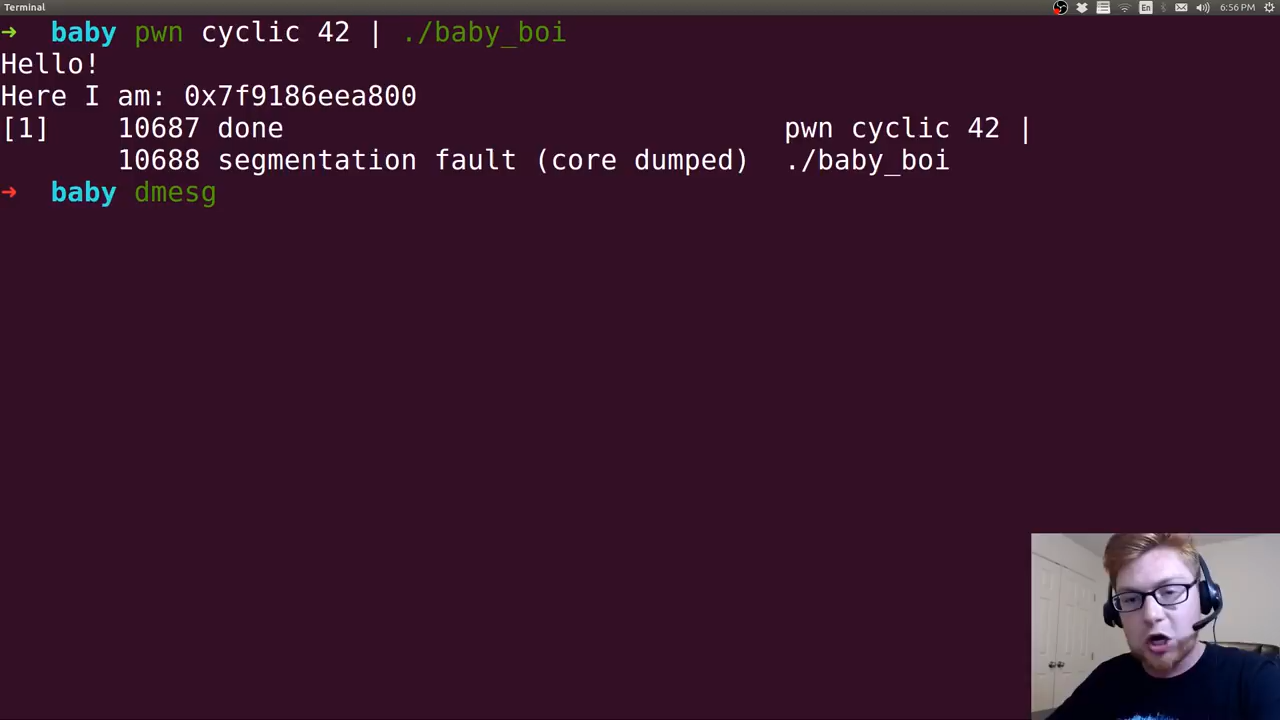 Terminal
En
6:56 PM
➜ baby pwn cyclic 42 | ./baby_boi
Hello!
Here I am: 0x7f9186eea800
[1]    10687 done                              pwn cyclic 42 |
       10688 segmentation fault (core dumped)  ./baby_boi
➜ baby dmesg